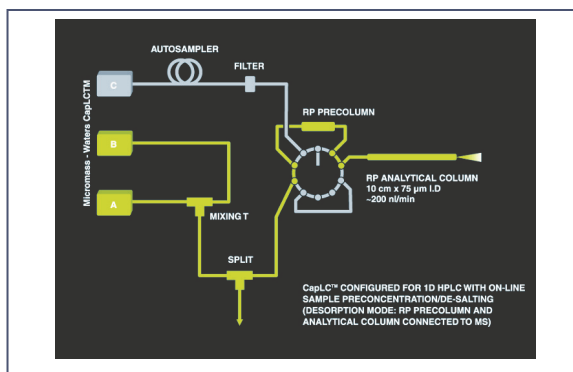 AUTOSAMPLER
FILTER
C
RP PRECOLUMN
Micromass - Waters CapLCTM
B
RP ANALYTICAL COLUMN
10 cm x 75 µm I.D
~200 nl/min
A
MIXING T
SPLIT
CapLC™ CONFIGURED FOR 1D HPLC WITH ON-LINE
SAMPLE PRECONCENTRATION/DE-SALTING
(DESORPTION MODE: RP PRECOLUMN AND
ANALYTICAL COLUMN CONNECTED TO MS)